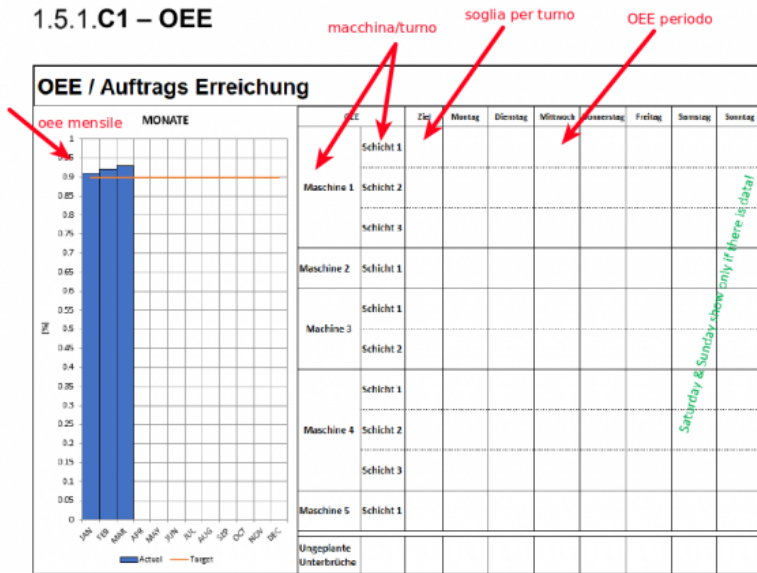 1.5.1.C1 – OEE
macchina/turno
soglia per turno
OEE periodo
OEE / Auftrags Erreichung
oee mensile
MONATE
OEE
Ziel
Montag
Dienstag
Mittwoch
Donnerstag
Freitag
Samstag
Sonntag
1
0.95
0.9
0.85
0.8
0.75
0.7
0.65
0.6
0.55
0.5
0.45
0.4
0.35
0.3
0.25
0.2
0.15
0.1
0.05
0
[%]
JAN
FEB
MAR
APR
MAY
JUN
JUL
AUG
SEP
OCT
NOV
DEC
Actual
Target
Maschine 1
Schicht 1
Schicht 2
Schicht 3
Maschine 2
Schicht 1
Machine 3
Schicht 1
Schicht 2
Maschine 4
Schicht 1
Schicht 2
Schicht 3
Maschine 5
Schicht 1
Ungeplante
Unterbrüche
Saturday & Sunday show only if there is data!